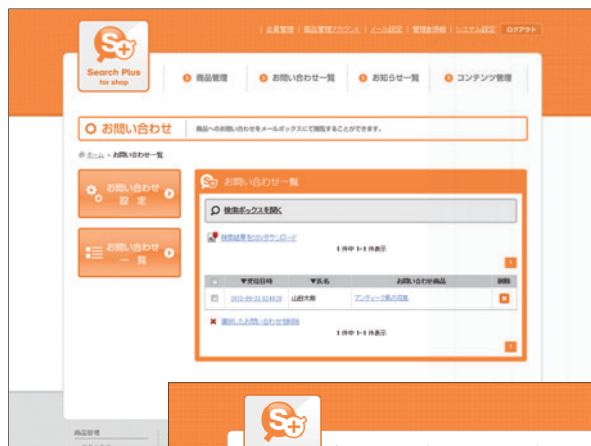 会員管理 | 商品管理アカウント | メール設定 | 管理者情報 | システム設定 ログアウト
S+
Search Plus
for shop
商品管理 お問い合わせ一覧 お知らせ一覧 コンテンツ管理
お問い合わせ 商品へのお問い合わせをメールボックスにて閲覧することができます。
ホーム > お問い合わせ一覧
お問い合わせ
設 定
お問い合わせ
一 覧
S+ お問い合わせ一覧
検索ボックスを開く
検索結果をCSVダウンロード
1 件中 1-1 件表示
1
▼受信日時 ▼氏名 お問い合わせ商品 削除
山田太郎 アンティーク風の花瓶
選択したお問い合わせを削除
1 件中 1-1 件表示
1
商品管理
S+